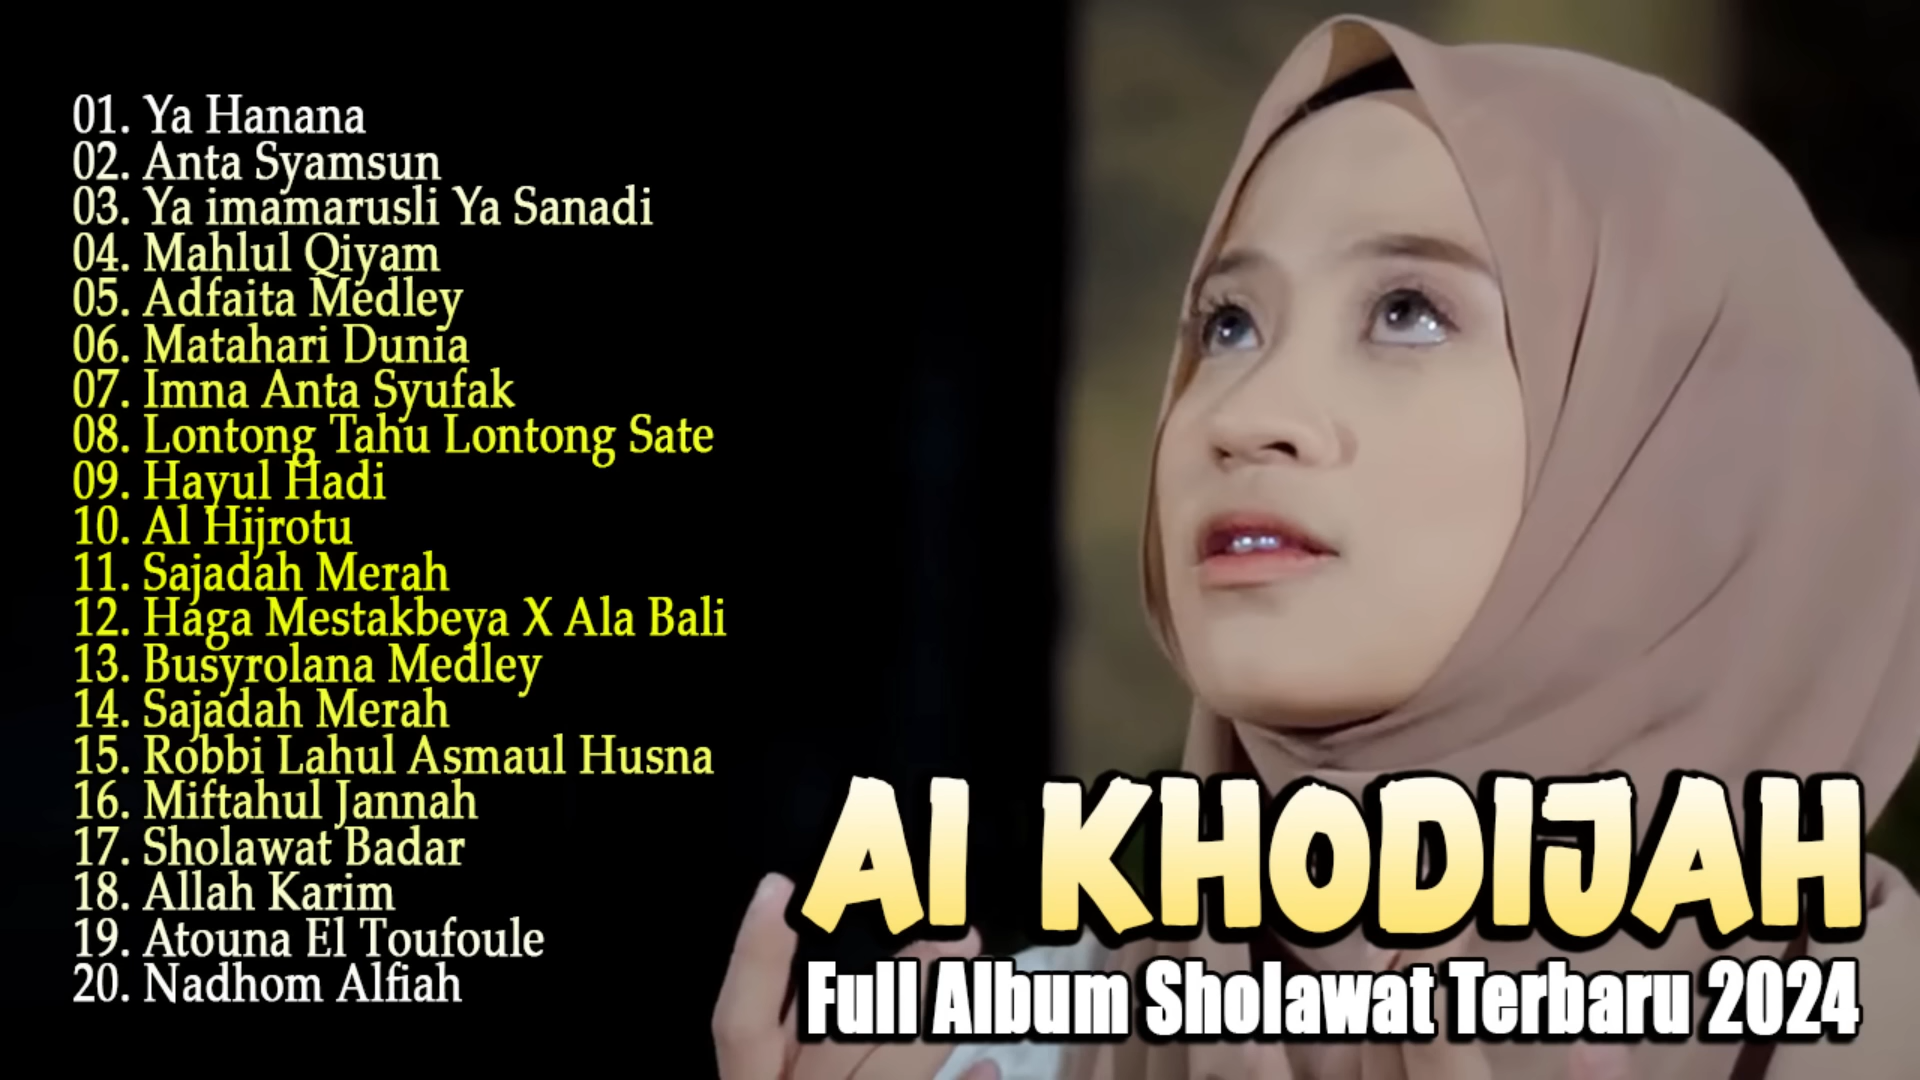 01. Ya Hanana
02. Anta Syamsun
03. Ya imamarusli Ya Sanadi
04. Mahlul Qiyam
05. Adfaita Medley
06. Matahari Dunia
07. Imna Anta Syufak
08. Lontong Tahu Lontong Sate
09. Hayul Hadi
10. Al Hijrotu
11. Sajadah Merah
12. Haga Mestakbeya X Ala Bali
13. Busyrolana Medley
14. Sajadah Merah
15. Robbi Lahul Asmaul Husna
16. Miftahul Jannah
17. Sholawat Badar
18. Allah Karim
19. Atouna El Toufoule
20. Nadhom Alfiah
Al KHODIJAH
Full Album Sholawat Terbaru 2024